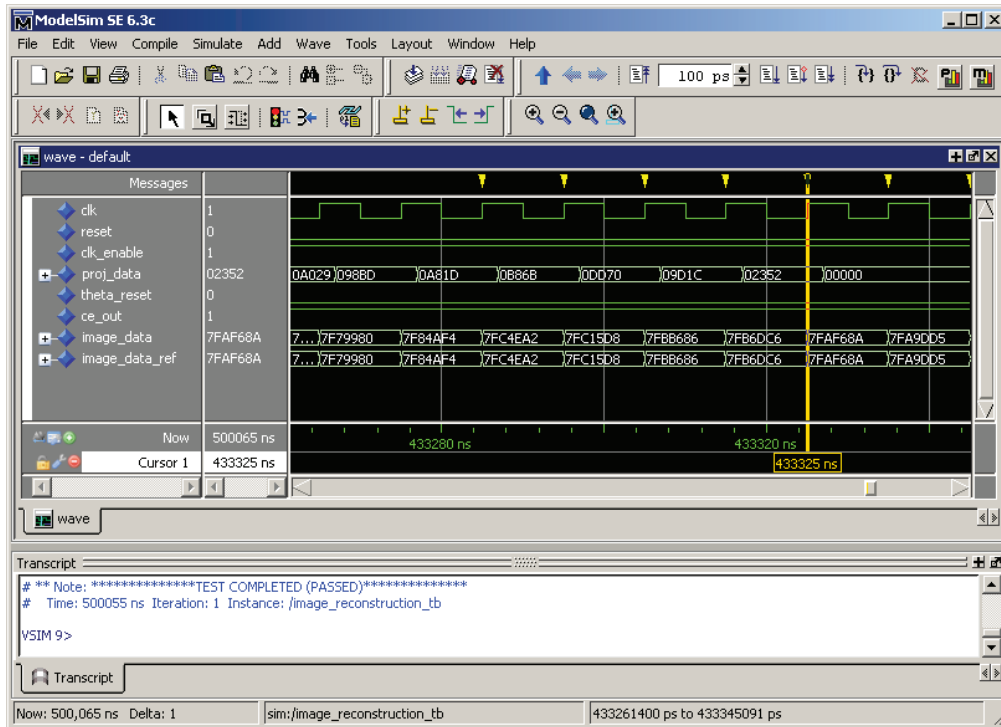 ModelSim SE 6.3c
File Edit View Compile Simulate Add Wave Tools Layout Window Help
100 ps
wave - default
Messages
clk 1
reset 0
clk_enable 1
proj_data 02352 0A029 098BD 0A81D 0B86B 0DD70 09D1C 02352 00000
theta_reset 0
ce_out 1
image_data 7FAF68A 7... 7F79980 7F84AF4 7FC4EA2 7FC15D8 7FBB686 7FB6DC6 7FAF68A 7FA9DD5
image_data_ref 7FAF68A 7... 7F79980 7F84AF4 7FC4EA2 7FC15D8 7FBB686 7FB6DC6 7FAF68A 7FA9DD5
Now 500065 ns 433280 ns 433320 ns
Cursor 1 433325 ns 433325 ns
wave
Transcript
# ** Note: **************TEST COMPLETED (PASSED)**************
# Time: 500055 ns Iteration: 1 Instance: /image_reconstruction_tb
VSIM 9>
Transcript
Now: 500,065 ns Delta: 1 sim:/image_reconstruction_tb 433261400 ps to 433345091 ps